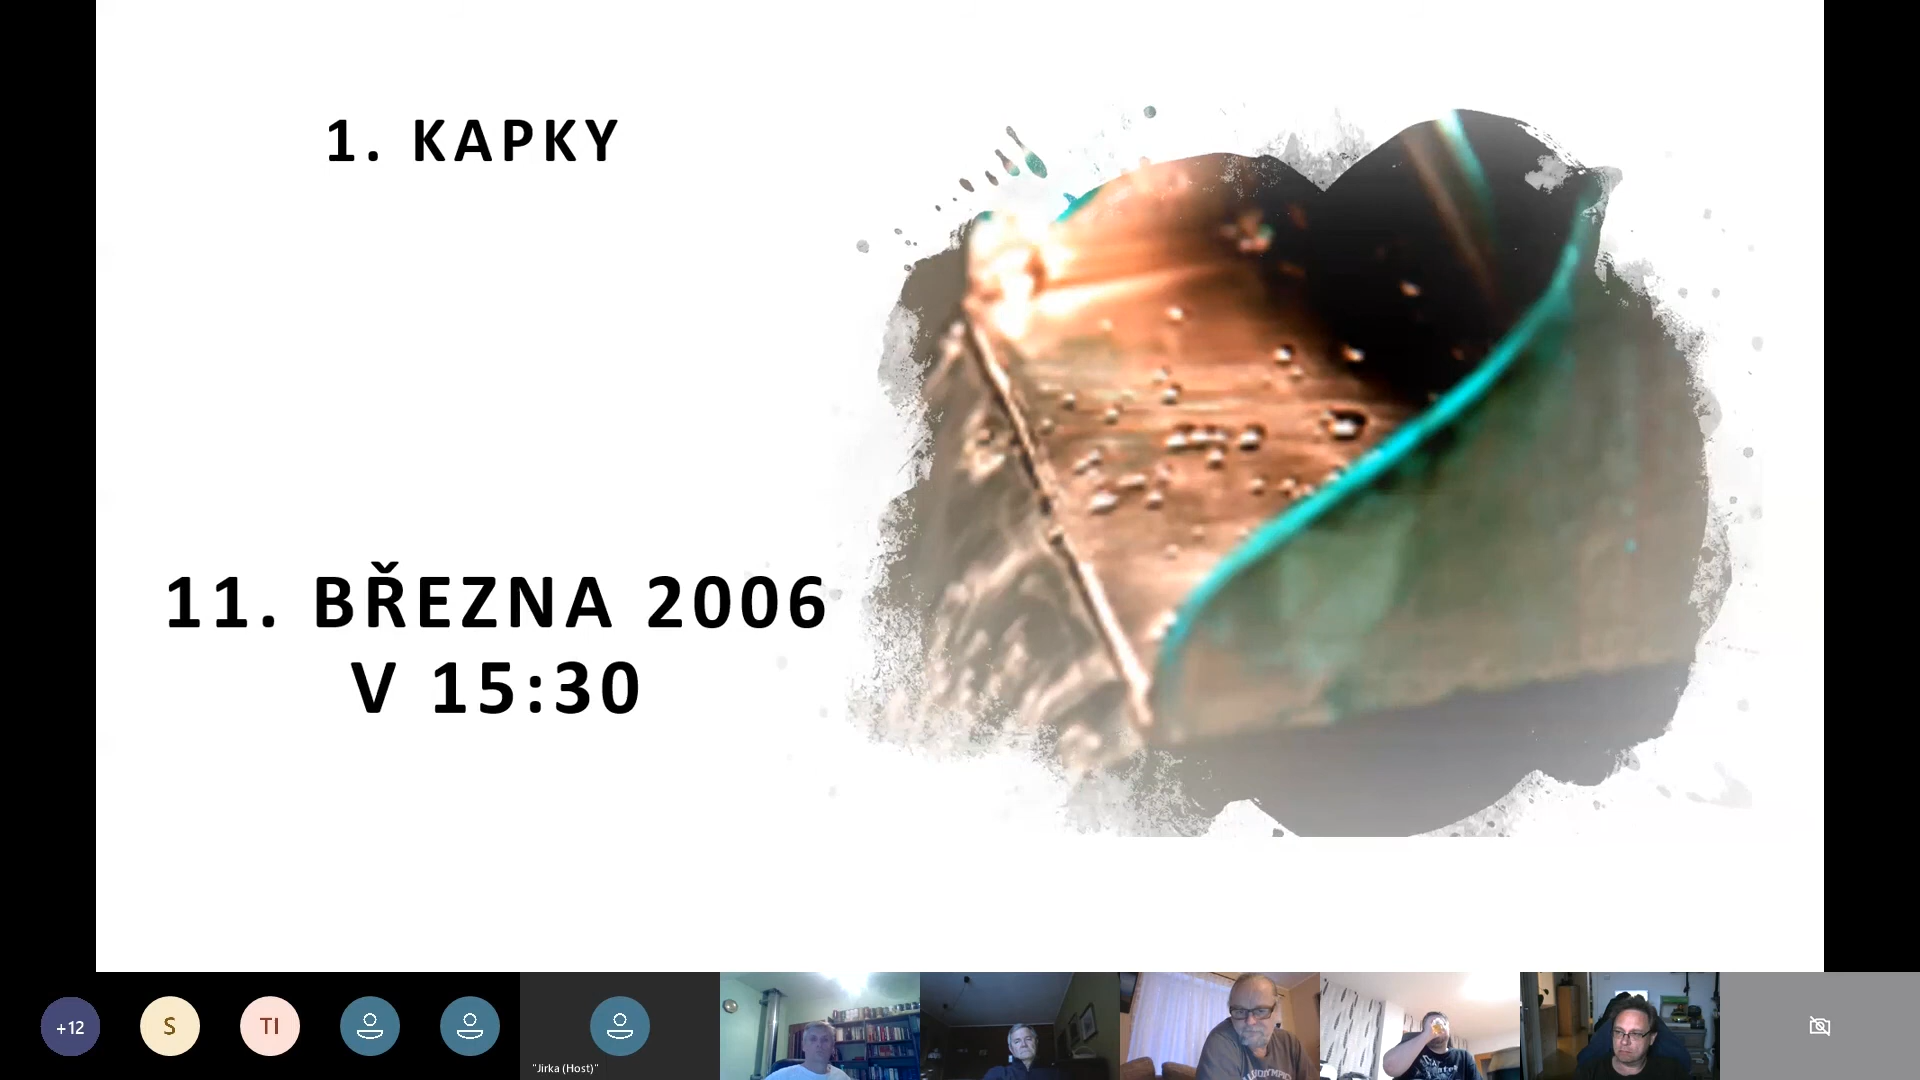 1. KAPKY
11. BŘEZNA 2006
V 15:30
+12
S
TI
"Jirka (Host)"